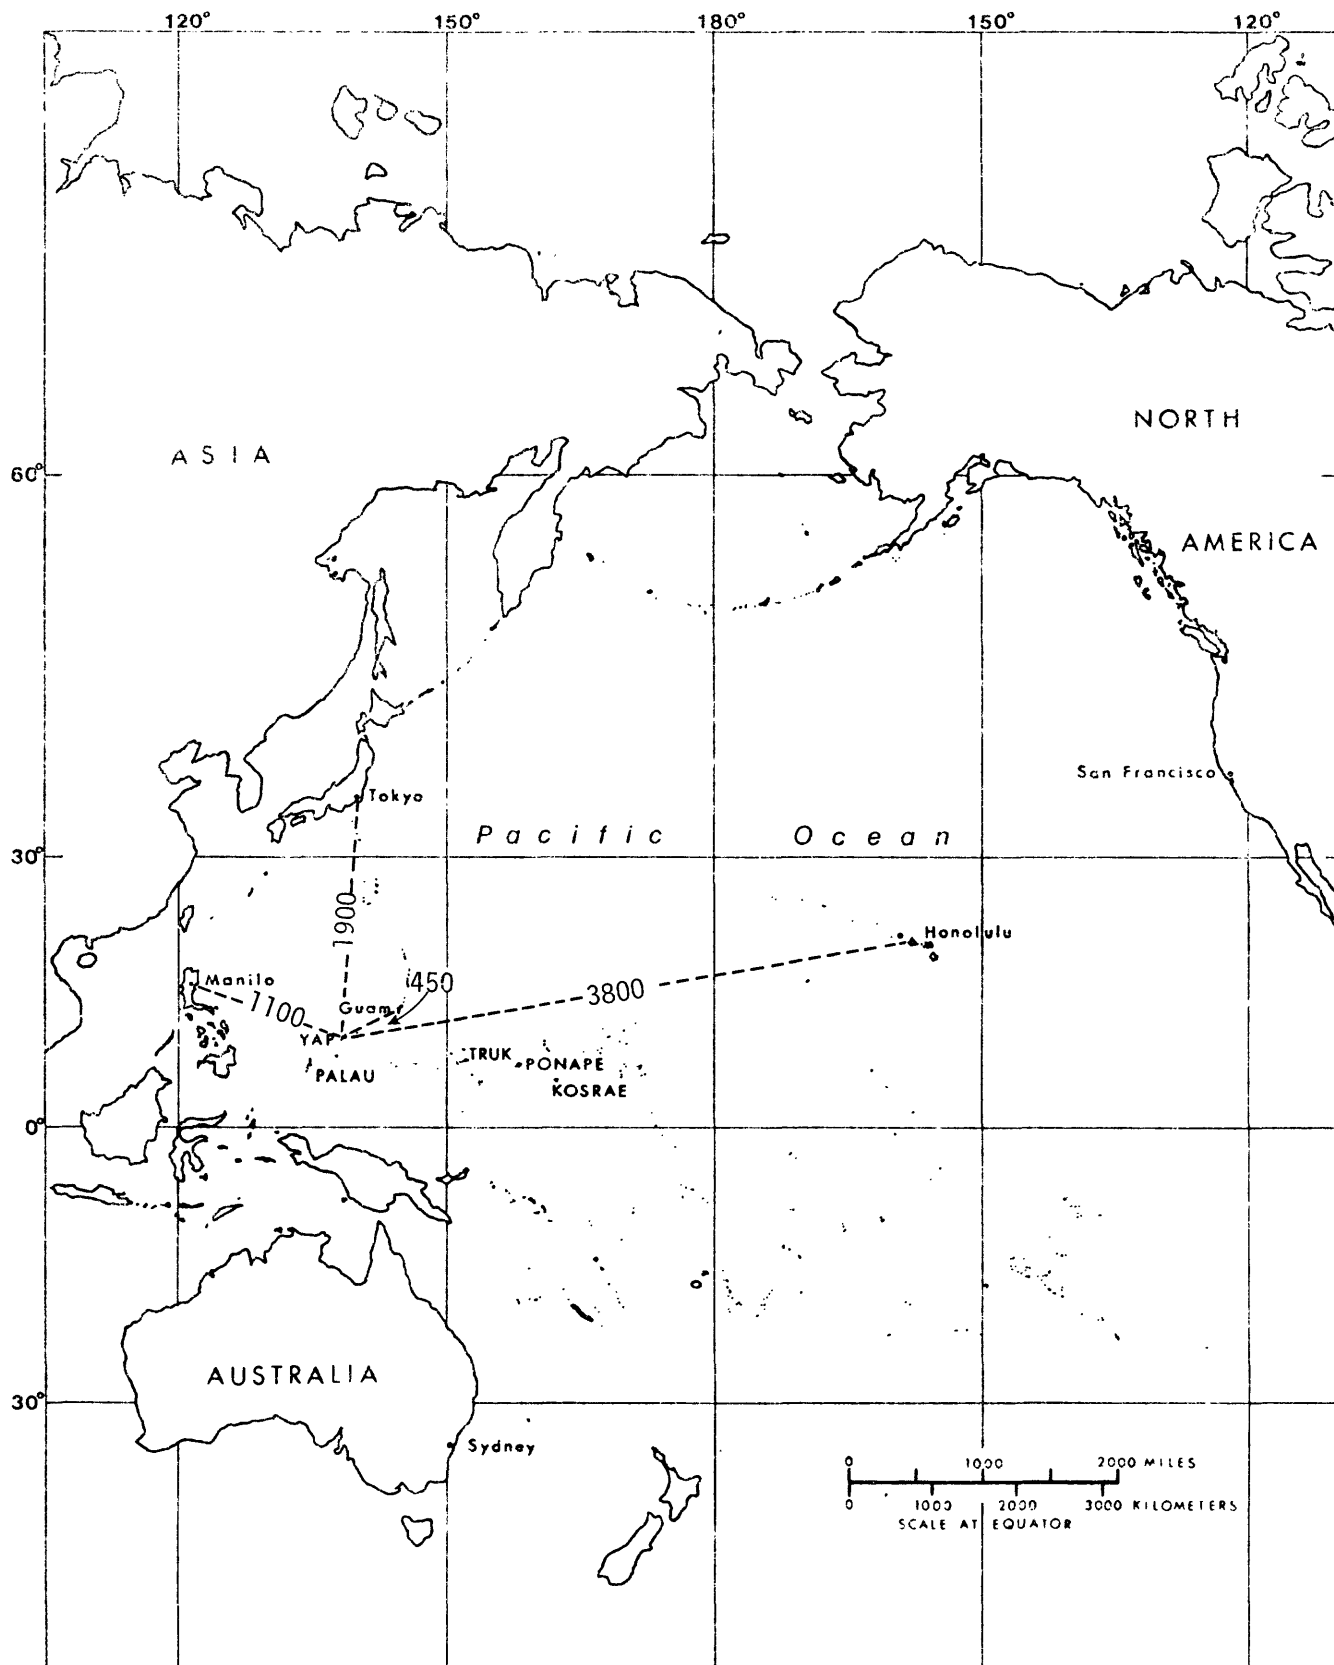 120° 150° 180° 150° 120°
NORTH
ASIA
60°
AMERICA
San Francisco
Tokyo
Pacific Ocean
30°
1900
Honolulu
Manilo
450
3800
1100
Guam
YAP
TRUK
PONAPE
PALAU
KOSRAE
0°
AUSTRALIA
30°
Sydney
0 1000 2000 MILES
0 1000 2000 3000 KILOMETERS
SCALE AT EQUATOR